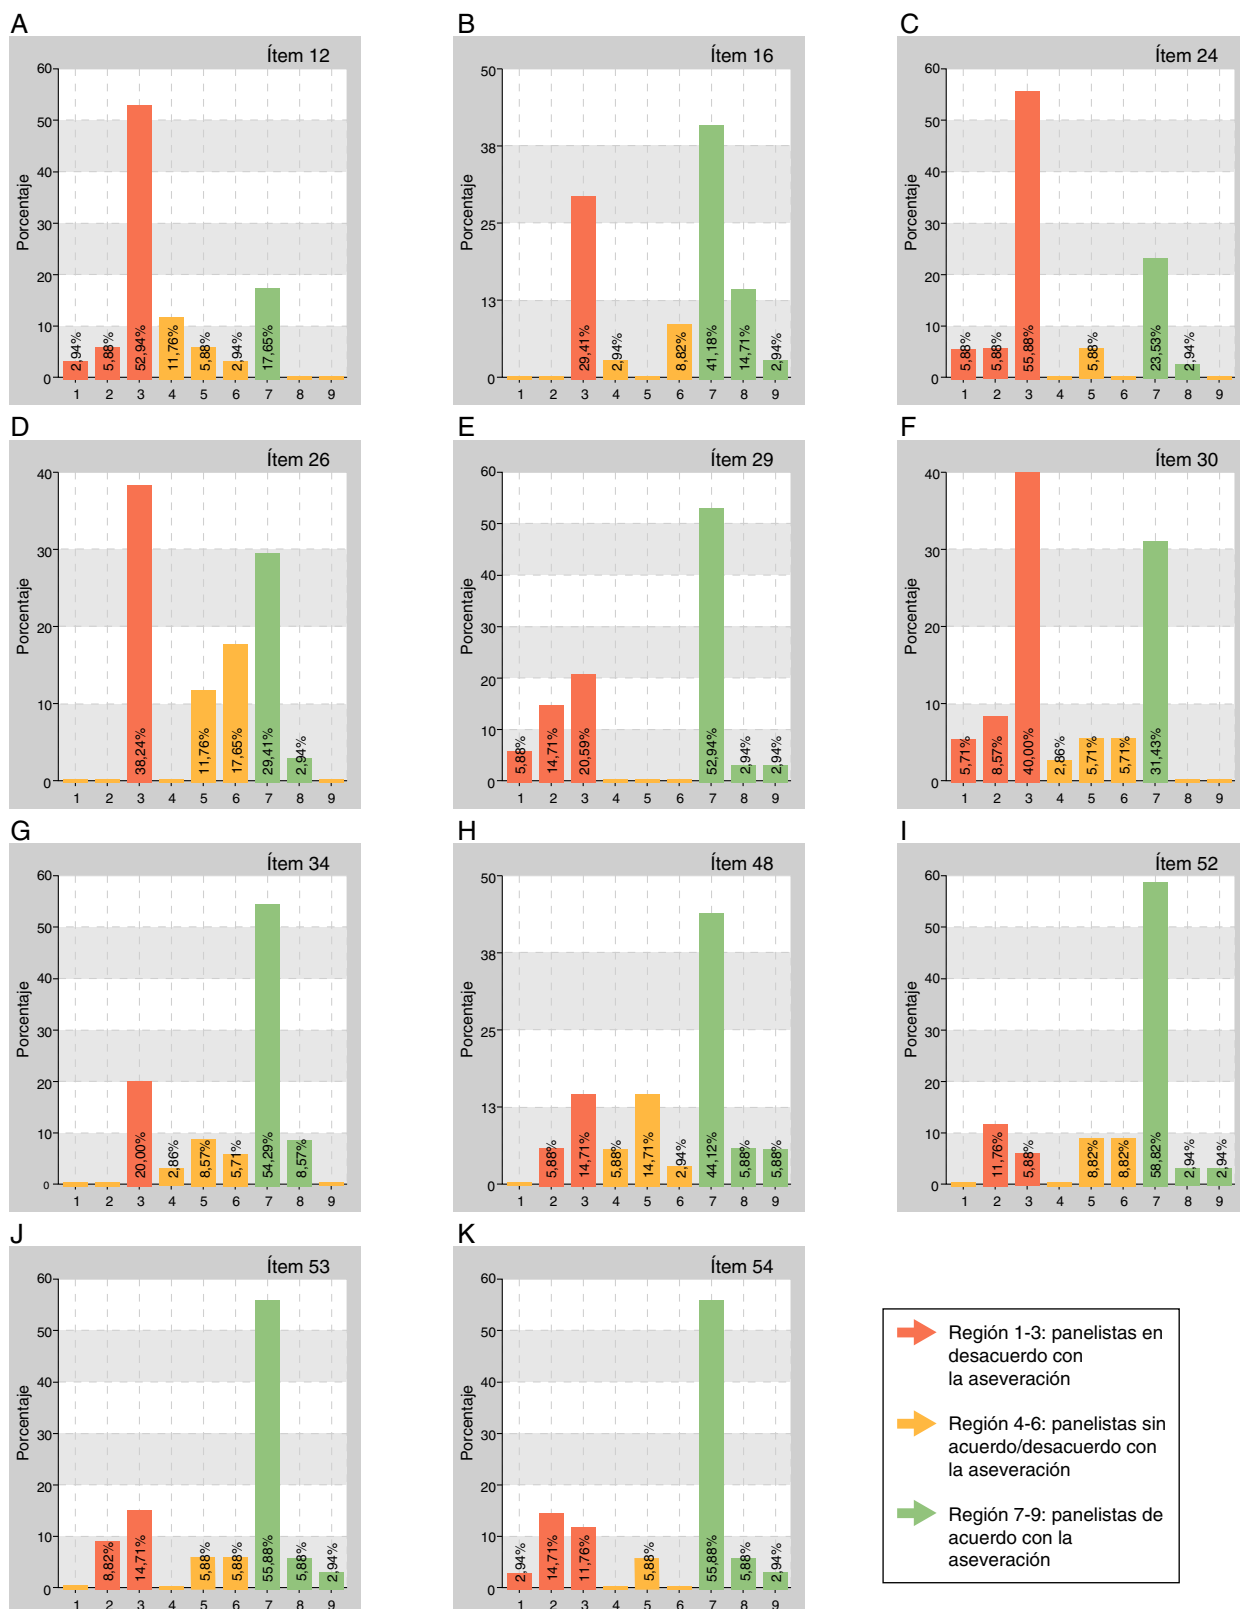 A
Ítem 12
Porcentaje
60
50
40
30
20
10
0
2,94%
5,88%
52,94%
11,76%
5,88%
2,94%
17,65%
1 2 3 4 5 6 7 8 9
B
Ítem 16
Porcentaje
50
38
25
13
0
29,41%
2,94%
8,82%
41,18%
14,71%
2,94%
1 2 3 4 5 6 7 8 9
C
Ítem 24
Porcentaje
60
50
40
30
20
10
0
5,88%
5,88%
55,88%
5,88%
23,53%
2,94%
1 2 3 4 5 6 7 8 9
D
Ítem 26
Porcentaje
40
30
20
10
0
38,24%
11,76%
17,65%
29,41%
2,94%
1 2 3 4 5 6 7 8 9
E
Ítem 29
Porcentaje
60
50
40
30
20
10
0
5,88%
14,71%
20,59%
52,94%
2,94%
2,94%
1 2 3 4 5 6 7 8 9
F
Ítem 30
Porcentaje
40
30
20
10
0
5,71%
8,57%
40,00%
2,86%
5,71%
5,71%
31,43%
1 2 3 4 5 6 7 8 9
G
Ítem 34
Porcentaje
60
50
40
30
20
10
0
20,00%
2,86%
8,57%
5,71%
54,29%
8,57%
1 2 3 4 5 6 7 8 9
H
Ítem 48
Porcentaje
50
38
25
13
0
5,88%
14,71%
5,88%
14,71%
2,94%
44,12%
5,88%
5,88%
1 2 3 4 5 6 7 8 9
I
Ítem 52
Porcentaje
60
50
40
30
20
10
0
11,76%
5,88%
8,82%
8,82%
58,82%
2,94%
2,94%
1 2 3 4 5 6 7 8 9
J
Ítem 53
Porcentaje
60
50
40
30
20
10
0
8,82%
14,71%
5,88%
5,88%
55,88%
5,88%
2,94%
1 2 3 4 5 6 7 8 9
K
Ítem 54
Porcentaje
60
50
40
30
20
10
0
2,94%
14,71%
11,76%
5,88%
55,88%
5,88%
2,94%
1 2 3 4 5 6 7 8 9
Región 1-3: panelistas en
desacuerdo con
la aseveración
Región 4-6: panelistas sin
acuerdo/desacuerdo con
la aseveración
Región 7-9: panelistas de
acuerdo con la
aseveración